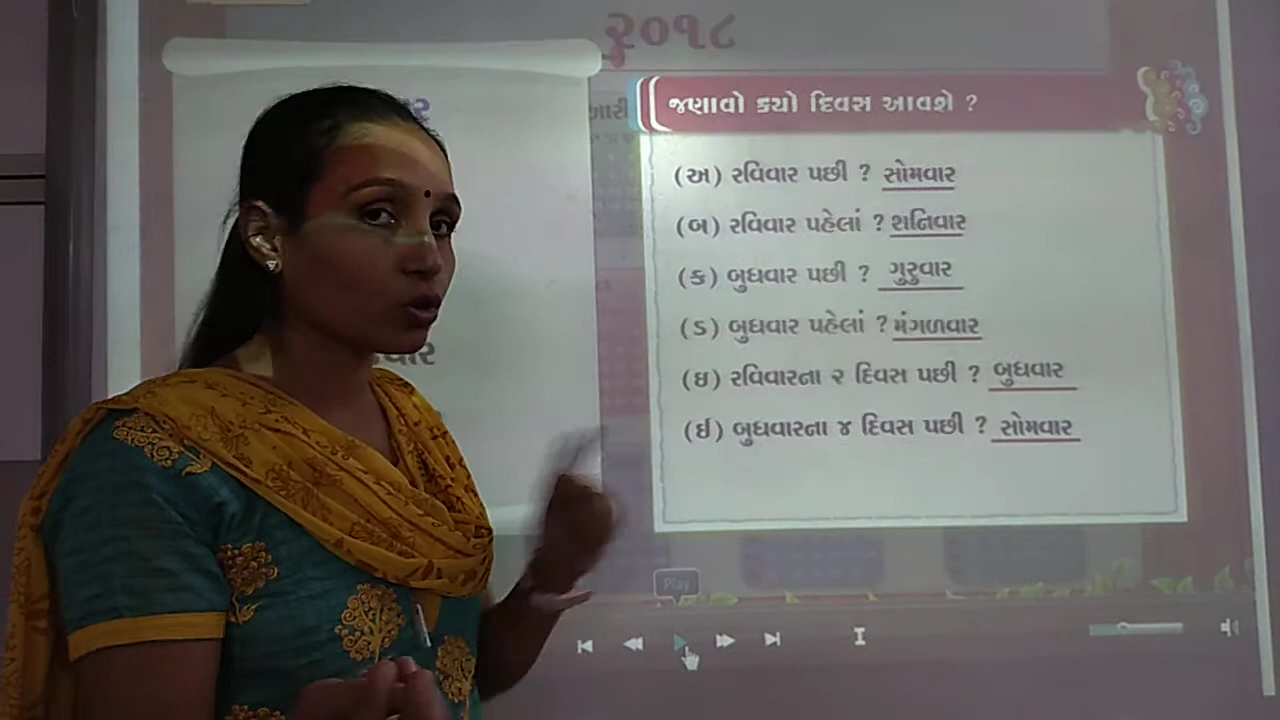 ૨૦૧૮
જણાવો કયો દિવસ આવશે ?
(અ) રવિવાર પછી ? સોમવાર
(બ) રવિવાર પહેલાં ? શનિવાર
(ક) બુધવાર પછી ? ગુરુવાર
(ડ) બુધવાર પહેલાં ? મંગળવાર
(ઇ) રવિવારના ૨ દિવસ પછી ? બુધવાર
(ઈ) બુધવારના ૪ દિવસ પછી ? સોમવાર
Play